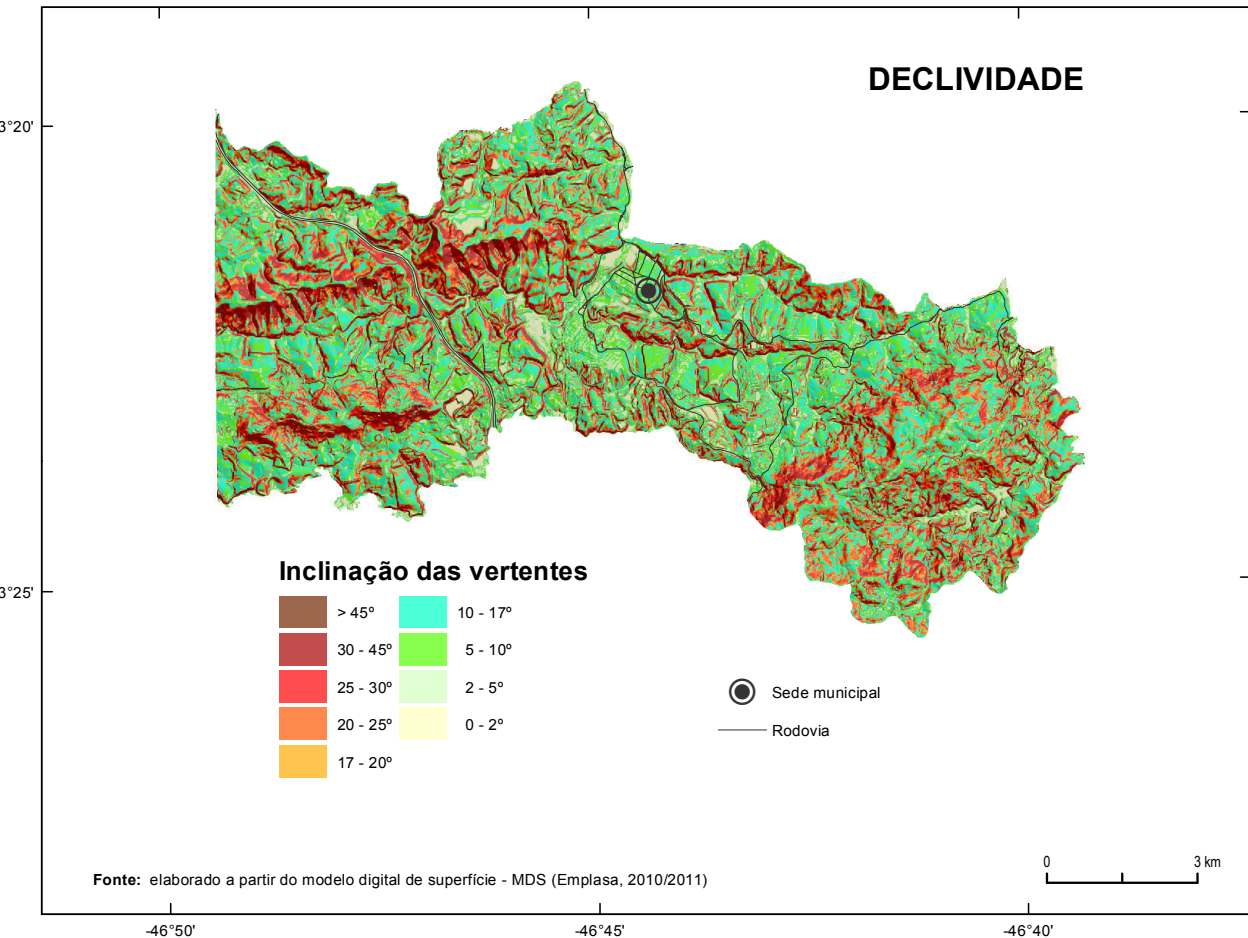 DECLIVIDADE
3°20'
3°25'
Inclinação das vertentes
> 45º
10 - 17º
30 - 45º
5 - 10º
25 - 30º
2 - 5º
20 - 25º
0 - 2º
17 - 20º
Sede municipal
Rodovia
0 3 km
Fonte: elaborado a partir do modelo digital de superfície - MDS (Emplasa, 2010/2011)
-46°50' -46°45' -46°40'